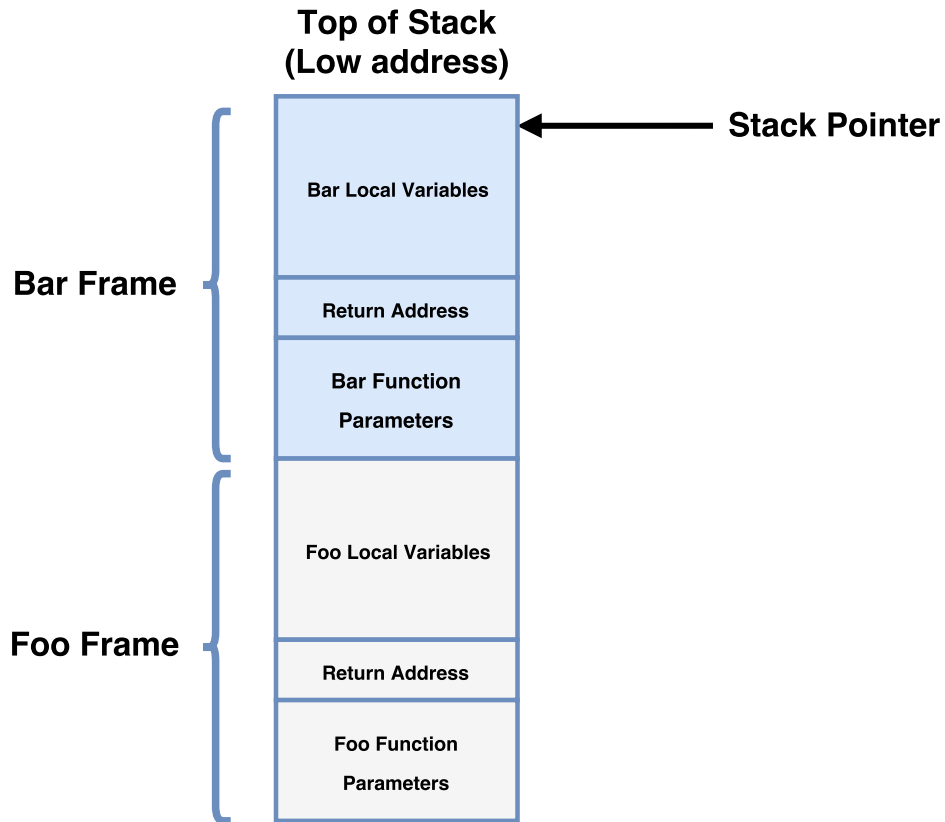 Top of Stack
(Low address)
Stack Pointer
Bar Local Variables
Bar Frame
Return Address
Bar Function
Parameters
Foo Local Variables
Foo Frame
Return Address
Foo Function
Parameters